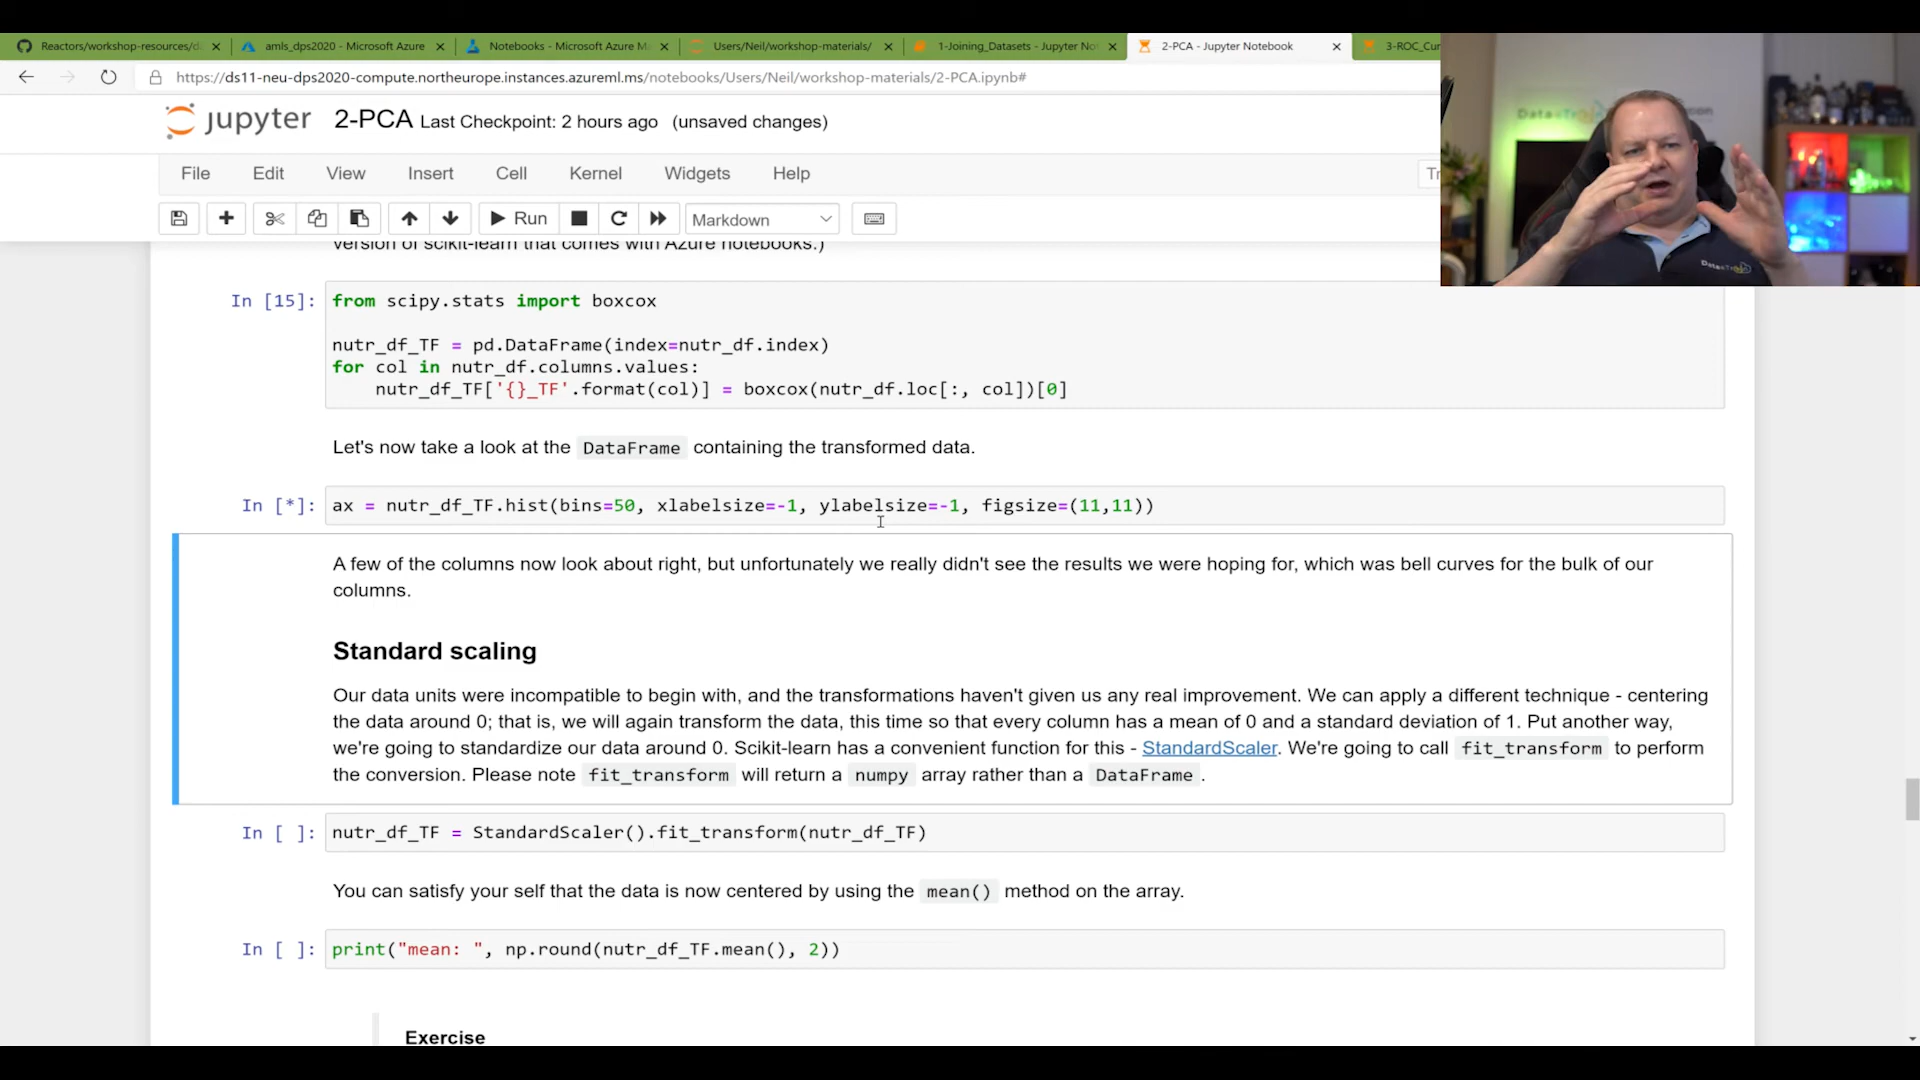 Reactors/workshop-resources/da
amls_dps2020 - Microsoft Azure
Notebooks - Microsoft Azure Ma
Users/Neil/workshop-materials/
1-Joining_Datasets - Jupyter No
2-PCA - Jupyter Notebook
3-ROC_Cur
https://ds11-neu-dps2020-compute.northeurope.instances.azureml.ms/notebooks/Users/Neil/workshop-materials/2-PCA.ipynb#
jupyter 2-PCA Last Checkpoint: 2 hours ago (unsaved changes)
File Edit View Insert Cell Kernel Widgets Help
Run Markdown
version of scikit-learn that comes with Azure notebooks.)
In [15]: from scipy.stats import boxcox
nutr_df_TF = pd.DataFrame(index=nutr_df.index)
for col in nutr_df.columns.values:
nutr_df_TF['{}_TF'.format(col)] = boxcox(nutr_df.loc[:, col])[0]
Let's now take a look at the DataFrame containing the transformed data.
In [*]: ax = nutr_df_TF.hist(bins=50, xlabelsize=-1, ylabelsize=-1, figsize=(11,11))
A few of the columns now look about right, but unfortunately we really didn't see the results we were hoping for, which was bell curves for the bulk of our
columns.
Standard scaling
Our data units were incompatible to begin with, and the transformations haven't given us any real improvement. We can apply a different technique - centering
the data around 0; that is, we will again transform the data, this time so that every column has a mean of 0 and a standard deviation of 1. Put another way,
we're going to standardize our data around 0. Scikit-learn has a convenient function for this - StandardScaler. We're going to call fit_transform to perform
the conversion. Please note fit_transform will return a numpy array rather than a DataFrame .
In [ ]: nutr_df_TF = StandardScaler().fit_transform(nutr_df_TF)
You can satisfy your self that the data is now centered by using the mean() method on the array.
In [ ]: print("mean: ", np.round(nutr_df_TF.mean(), 2))
Exercise